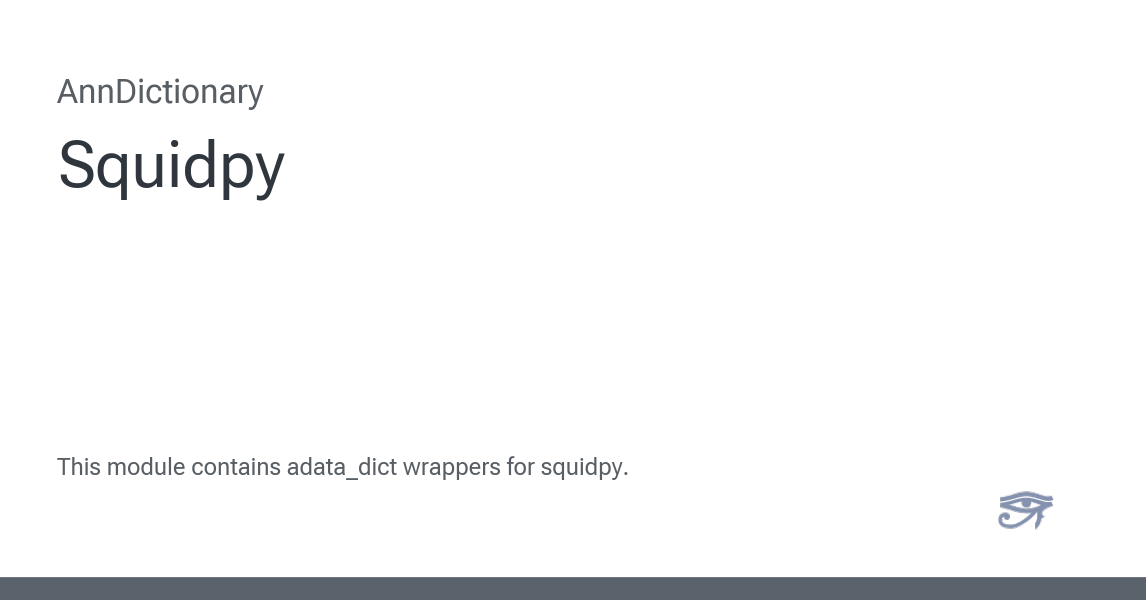 AnnDictionary
Squidpy
This module contains adata_dict wrappers for squidpy.